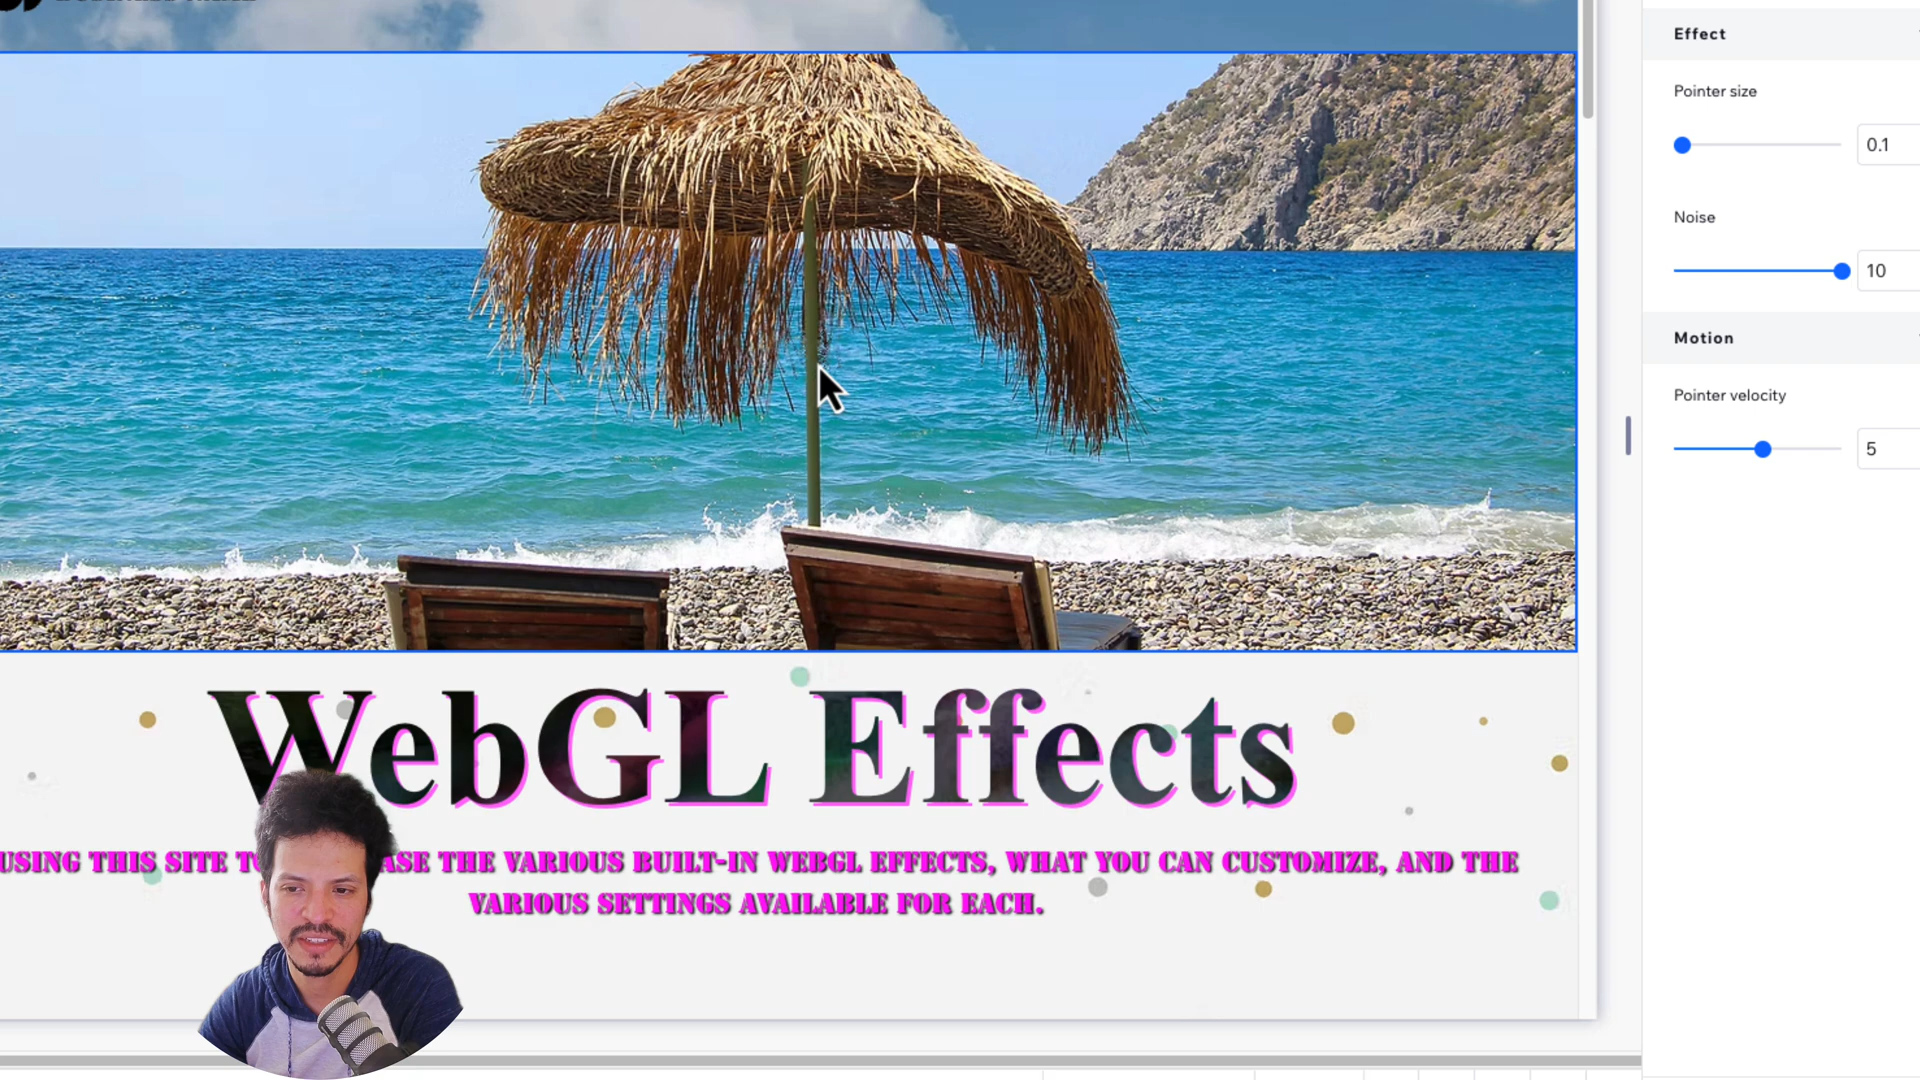 Effect
Pointer size
0.1
Noise
10
Motion
Pointer velocity
5
WebGL Effects
USING THIS SITE ASE THE VARIOUS BUILT-IN WEBGL EFFECTS, WHAT YOU CAN CUSTOMIZE, AND THE
VARIOUS SETTINGS AVAILABLE FOR EACH.